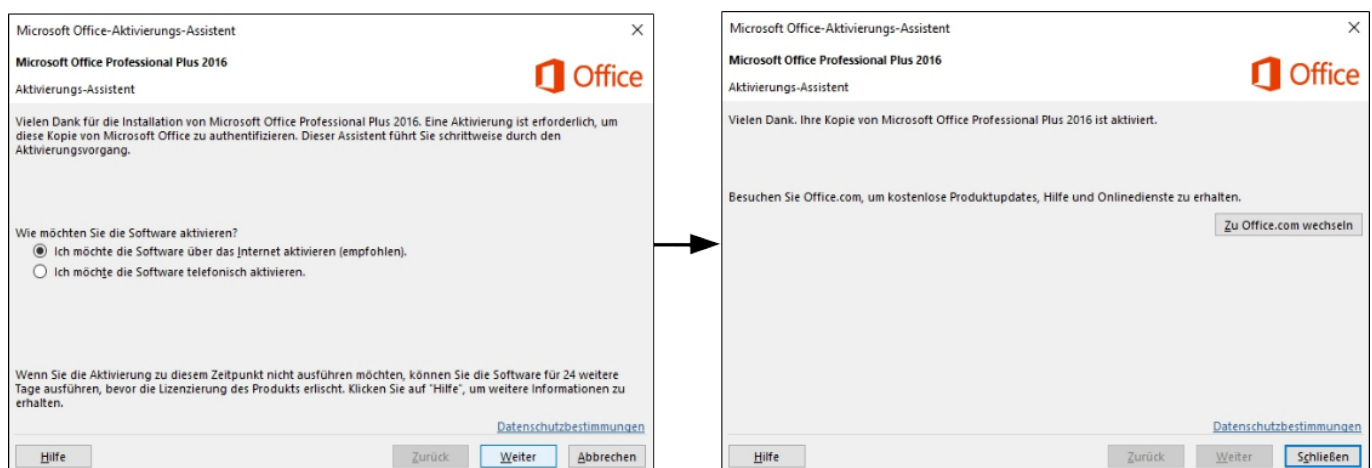 Microsoft Office-Aktivierungs-Assistent
Microsoft Office Professional Plus 2016
Office
Aktivierungs-Assistent
Vielen Dank für die Installation von Microsoft Office Professional Plus 2016. Eine Aktivierung ist erforderlich, um
diese Kopie von Microsoft Office zu authentifizieren. Dieser Assistent führt Sie schrittweise durch den
Aktivierungsvorgang.
Wie möchten Sie die Software aktivieren?
Ich möchte die Software über das Internet aktivieren (empfohlen).
Ich möchte die Software telefonisch aktivieren.
Wenn Sie die Aktivierung zu diesem Zeitpunkt nicht ausführen möchten, können Sie die Software für 24 weitere
Tage ausführen, bevor die Lizenzierung des Produkts erlischt. Klicken Sie auf "Hilfe", um weitere Informationen zu
erhalten.
Datenschutzbestimmungen
Hilfe Zurück Weiter Abbrechen
Microsoft Office-Aktivierungs-Assistent
Microsoft Office Professional Plus 2016
Office
Aktivierungs-Assistent
Vielen Dank. Ihre Kopie von Microsoft Office Professional Plus 2016 ist aktiviert.
Besuchen Sie Office.com, um kostenlose Produktupdates, Hilfe und Onlinedienste zu erhalten.
Zu Office.com wechseln
Datenschutzbestimmungen
Hilfe Zurück Weiter Schließen